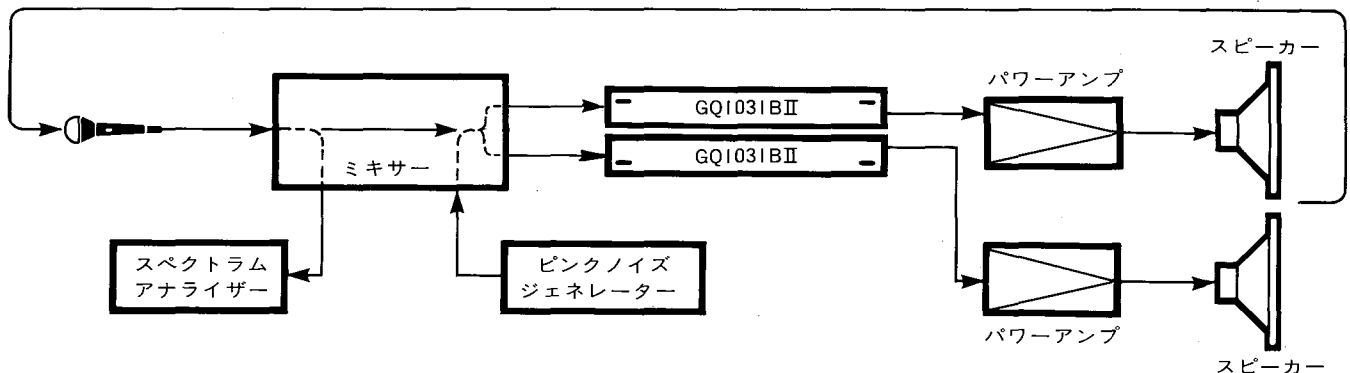 スピーカー
パワーアンプ
GQ1031BⅡ
GQ1031BⅡ
ミキサー
スペクトラム
アナライザー
ピンクノイズ
ジェネレーター
パワーアンプ
スピーカー